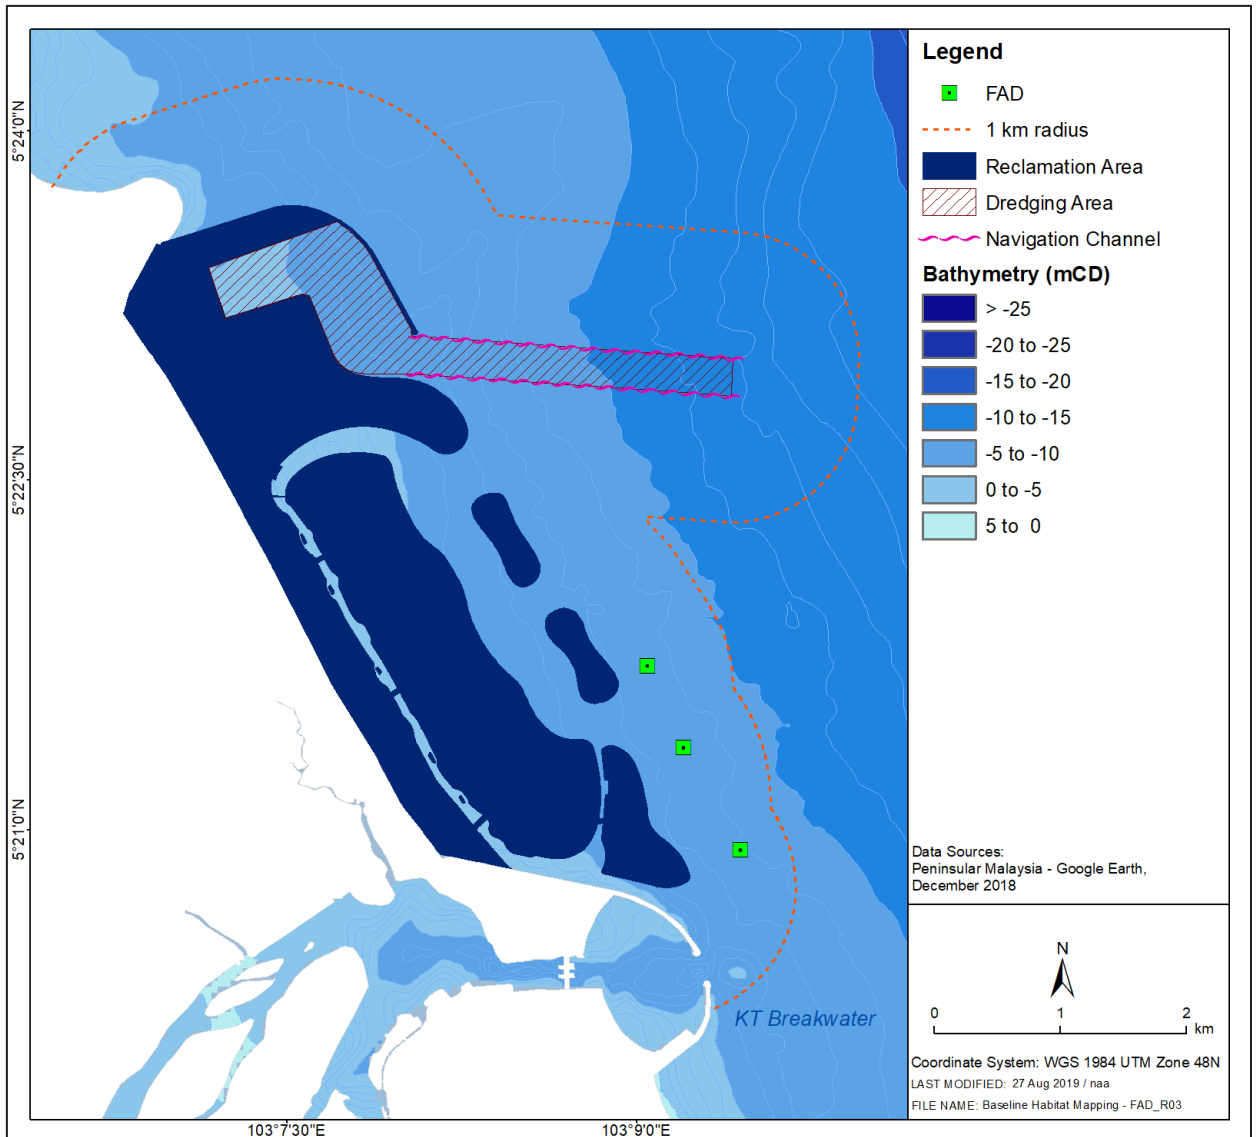 Legend
FAD
1 km radius
Reclamation Area
Dredging Area
Navigation Channel
Bathymetry (mCD)
> -25
-20 to -25
-15 to -20
-10 to -15
-5 to -10
0 to -5
5 to 0
5°24'0"N
5°22'30"N
5°21'0"N
103°7'30"E
103°9'0"E
KT Breakwater
Data Sources:
Peninsular Malaysia - Google Earth,
December 2018
N
0 1 2
km
Coordinate System: WGS 1984 UTM Zone 48N
LAST MODIFIED: 27 Aug 2019 / naa
FILE NAME: Baseline Habitat Mapping - FAD_R03